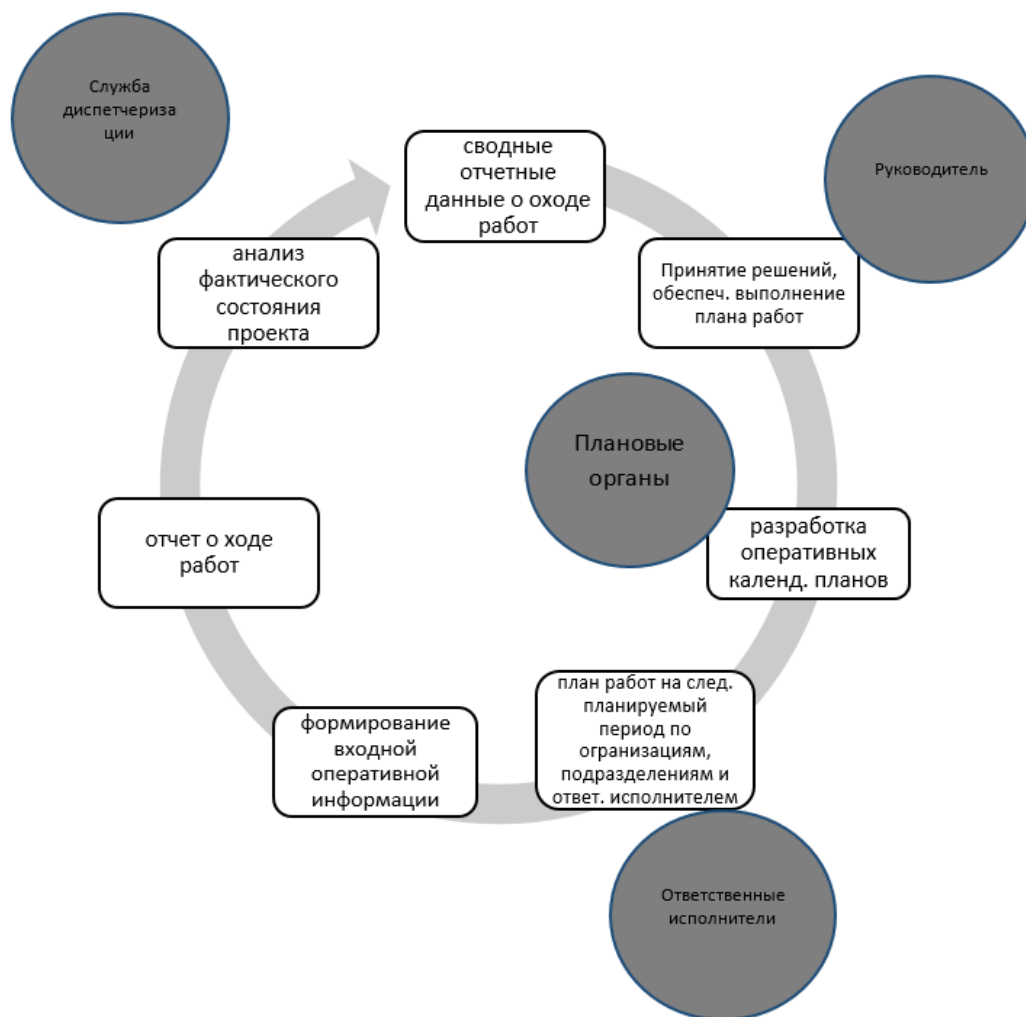 Служба
диспетчериза
ции
Руководитель
сводные
отчетные
данные о оходе
работ
Принятие решений,
обеспеч. выполнение
плана работ
Плановые
органы
разработка
оперативных
календ. планов
план работ на след.
планируемый
период по
огранизациям,
подразделениям и
ответ. исполнителем
Ответственные
исполнители
формирование
входной
оперативной
информации
отчет о ходе
работ
анализ
фактического
состояния
проекта